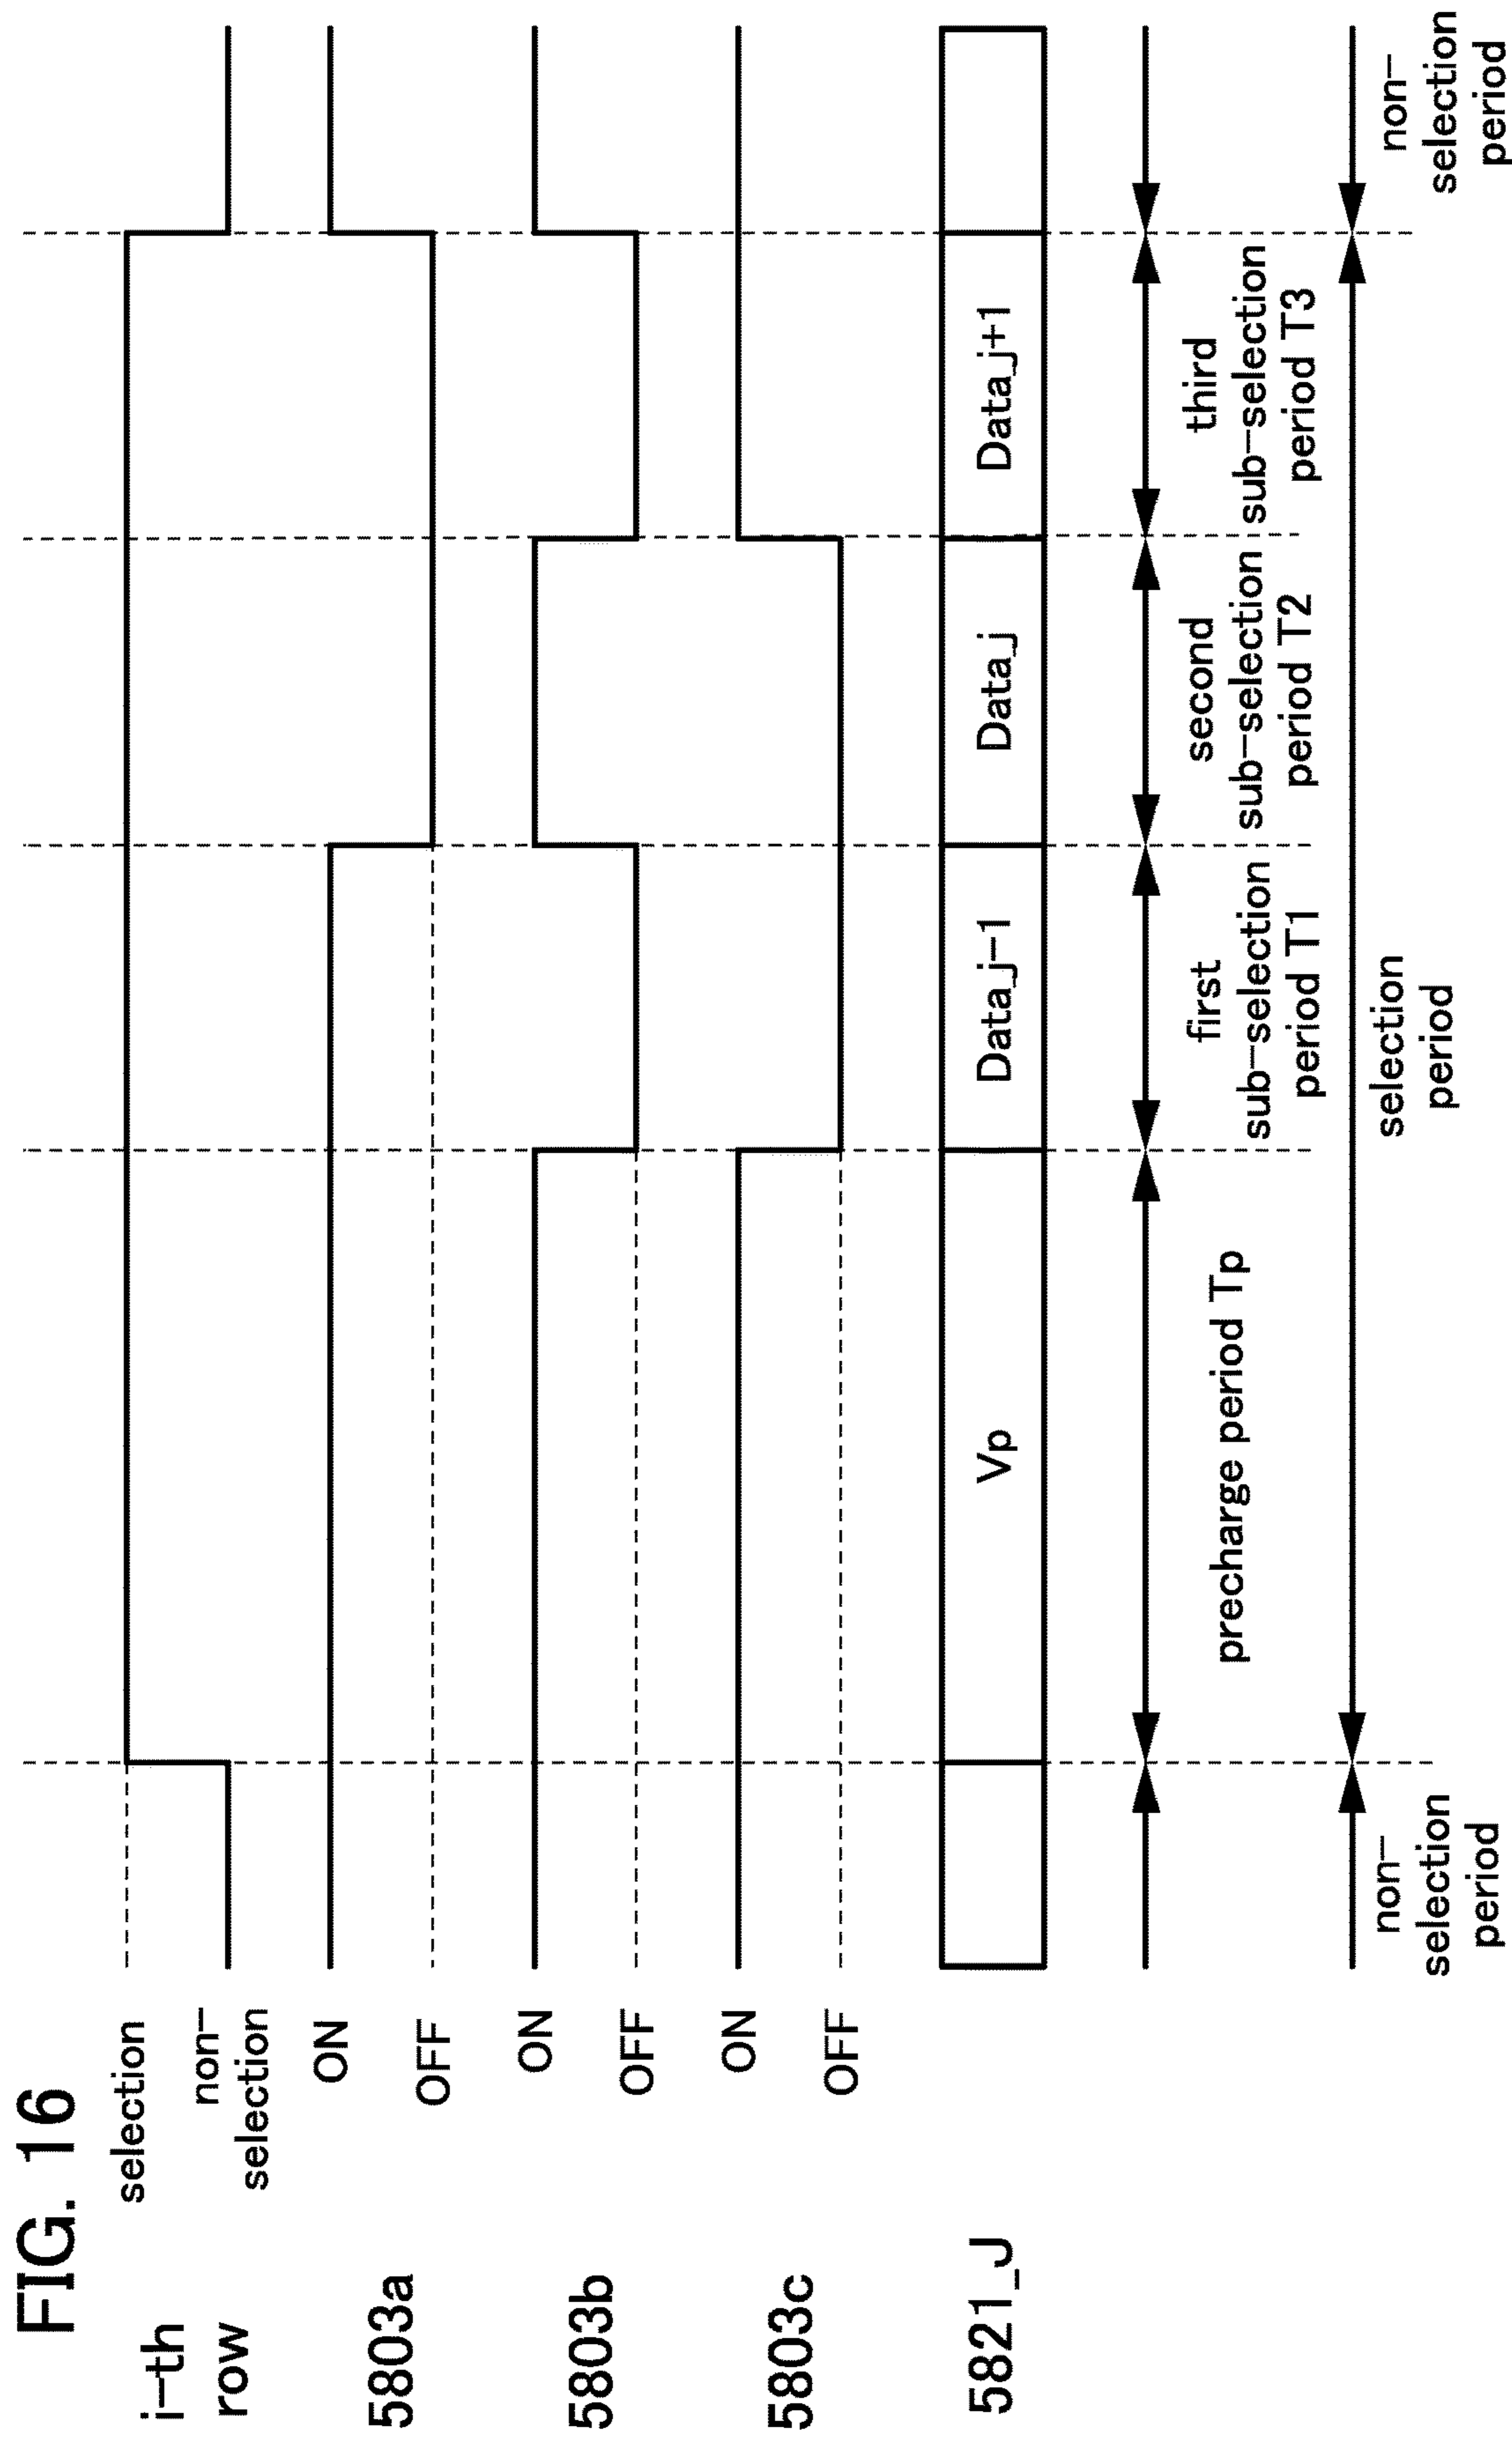 FIG. 16
i-th
row
selection
non-
selection
5803a
ON
OFF
5803b
ON
OFF
5803c
ON
OFF
5821_J
Vp
Data_j-1
Data_j
Data_j+1
precharge period Tp
first
sub-selection
period T1
second
sub-selection
period T2
third
sub-selection
period T3
non-
selection
period
selection
period
non-
selection
period